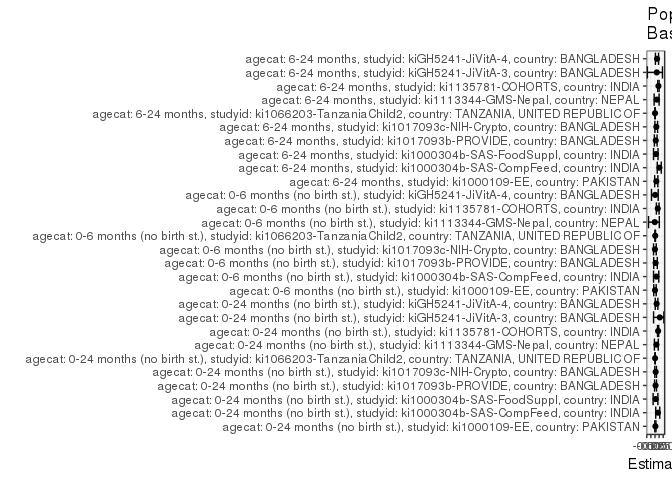 Pop
Bas
agecat: 6-24 months, studyid: kiGH5241-JiVitA-4, country: BANGLADESH
agecat: 6-24 months, studyid: kiGH5241-JiVitA-3, country: BANGLADESH
agecat: 6-24 months, studyid: ki1135781-COHORTS, country: INDIA
agecat: 6-24 months, studyid: ki1113344-GMS-Nepal, country: NEPAL
agecat: 6-24 months, studyid: ki1066203-TanzaniaChild2, country: TANZANIA, UNITED REPUBLIC OF
agecat: 6-24 months, studyid: ki1017093c-NIH-Crypto, country: BANGLADESH
agecat: 6-24 months, studyid: ki1017093b-PROVIDE, country: BANGLADESH
agecat: 6-24 months, studyid: ki1000304b-SAS-FoodSuppl, country: INDIA
agecat: 6-24 months, studyid: ki1000304b-SAS-CompFeed, country: INDIA
agecat: 6-24 months, studyid: ki1000109-EE, country: PAKISTAN
agecat: 0-6 months (no birth st.), studyid: kiGH5241-JiVitA-4, country: BANGLADESH
agecat: 0-6 months (no birth st.), studyid: ki1135781-COHORTS, country: INDIA
agecat: 0-6 months (no birth st.), studyid: ki1113344-GMS-Nepal, country: NEPAL
agecat: 0-6 months (no birth st.), studyid: ki1066203-TanzaniaChild2, country: TANZANIA, UNITED REPUBLIC OF
agecat: 0-6 months (no birth st.), studyid: ki1017093c-NIH-Crypto, country: BANGLADESH
agecat: 0-6 months (no birth st.), studyid: ki1017093b-PROVIDE, country: BANGLADESH
agecat: 0-6 months (no birth st.), studyid: ki1000304b-SAS-CompFeed, country: INDIA
agecat: 0-6 months (no birth st.), studyid: ki1000109-EE, country: PAKISTAN
agecat: 0-24 months (no birth st.), studyid: kiGH5241-JiVitA-4, country: BANGLADESH
agecat: 0-24 months (no birth st.), studyid: kiGH5241-JiVitA-3, country: BANGLADESH
agecat: 0-24 months (no birth st.), studyid: ki1135781-COHORTS, country: INDIA
agecat: 0-24 months (no birth st.), studyid: ki1113344-GMS-Nepal, country: NEPAL
agecat: 0-24 months (no birth st.), studyid: ki1066203-TanzaniaChild2, country: TANZANIA, UNITED REPUBLIC OF
agecat: 0-24 months (no birth st.), studyid: ki1017093c-NIH-Crypto, country: BANGLADESH
agecat: 0-24 months (no birth st.), studyid: ki1017093b-PROVIDE, country: BANGLADESH
agecat: 0-24 months (no birth st.), studyid: ki1000304b-SAS-FoodSuppl, country: INDIA
agecat: 0-24 months (no birth st.), studyid: ki1000304b-SAS-CompFeed, country: INDIA
agecat: 0-24 months (no birth st.), studyid: ki1000109-EE, country: PAKISTAN
Estima